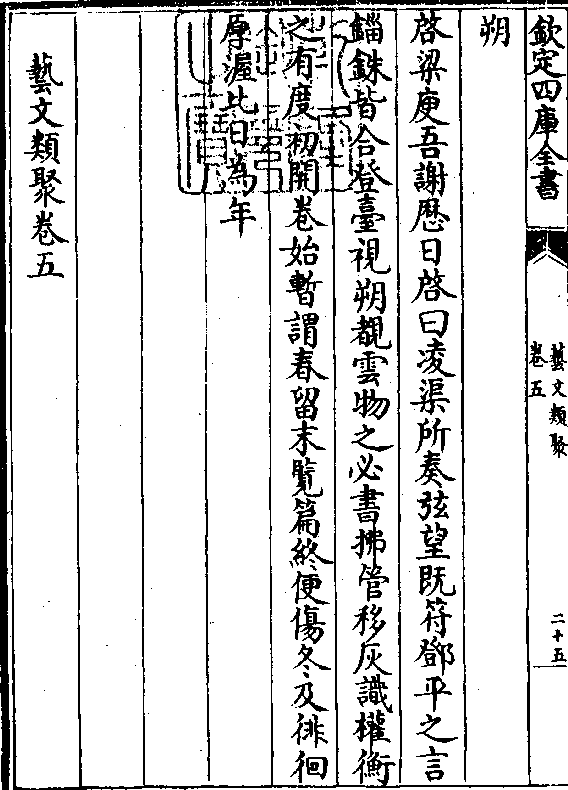 欽定四庫全書
藝文類聚
卷五
二十五
朔
啓梁庾吾謝厯日啓曰凌渠所奏弦望既符鄧平之言
錙銖皆合登臺視朔覩雲物之必書拂管移灰識權衡
之有度初開卷始暫謂春留末覽篇終便傷冬及徘徊
厚渥比日為年
藝文類聚卷五